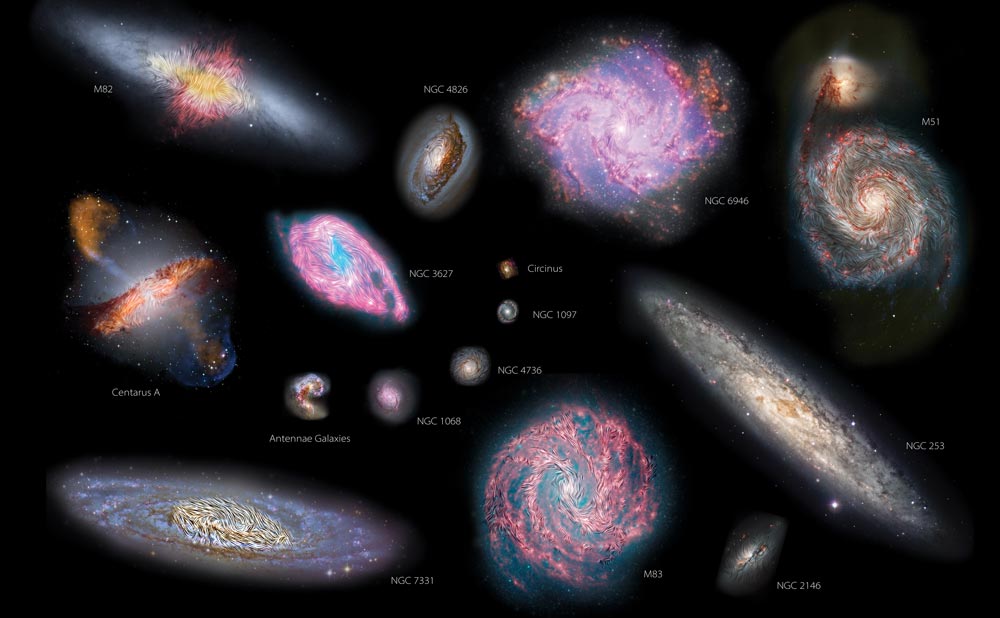 M82
NGC 4826
M51
NGC 6946
NGC 3627
Circinus
NGC 1097
NGC 4736
Centarus A
NGC 1068
Antennae Galaxies
NGC 253
NGC 7331
M83
NGC 2146